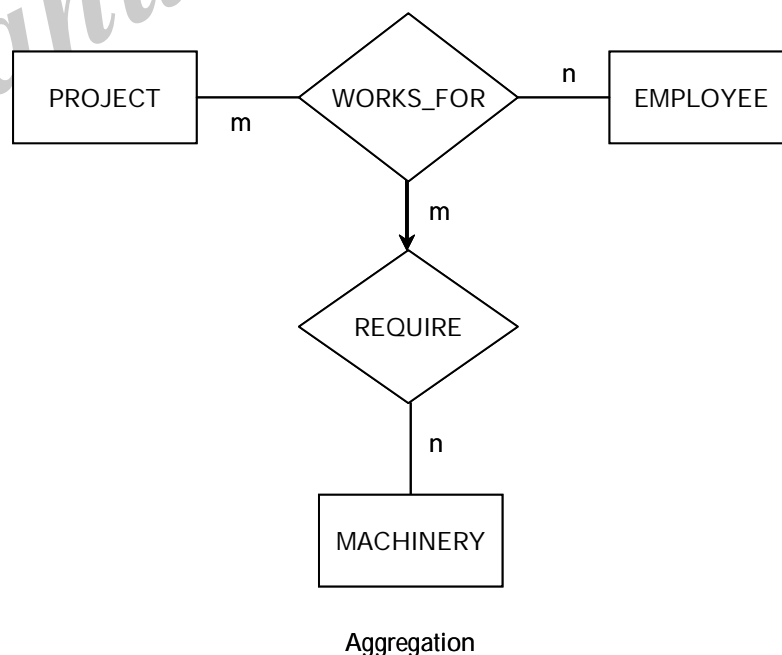 PROJECT
WORKS_FOR
EMPLOYEE
m
n
m
REQUIRE
n
MACHINERY
Aggregation